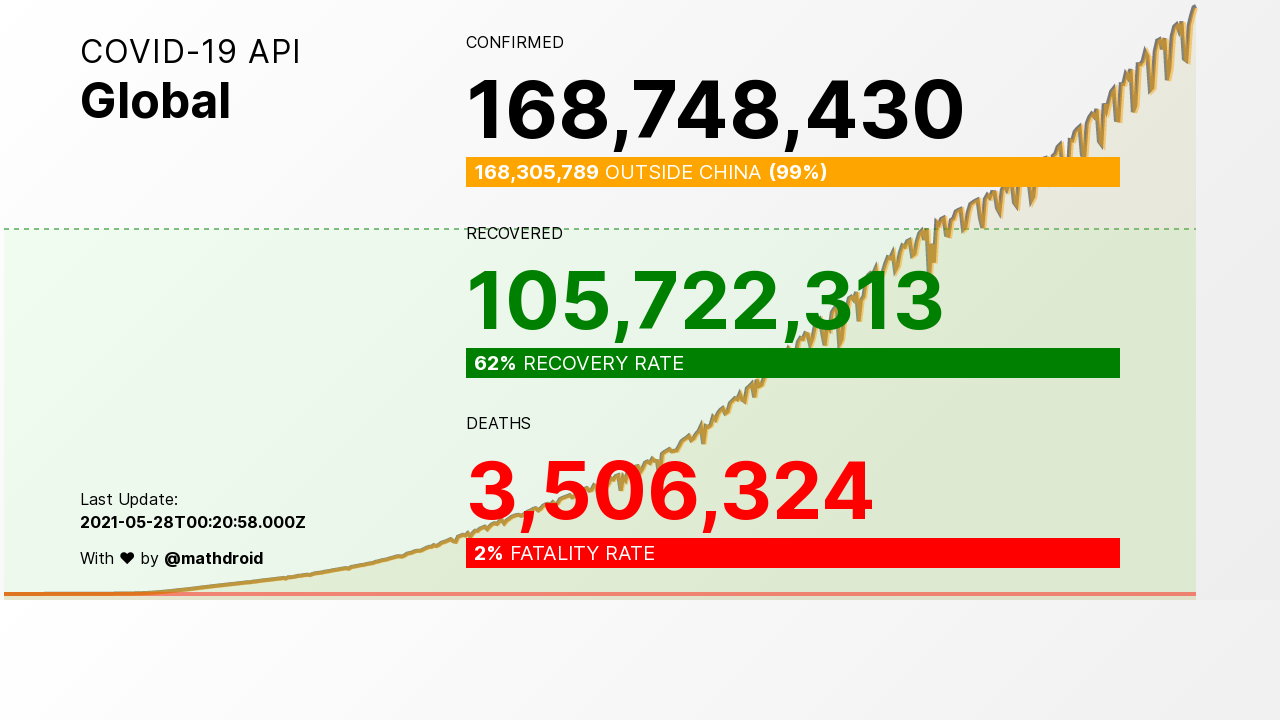 COVID-19 API
Global
CONFIRMED
168,748,430
168,305,789 OUTSIDE CHINA (99%)
RECOVERED
105,722,313
62% RECOVERY RATE
DEATHS
3,506,324
2% FATALITY RATE
Last Update:
2021-05-28T00:20:58.000Z
With ♥ by @mathdroid